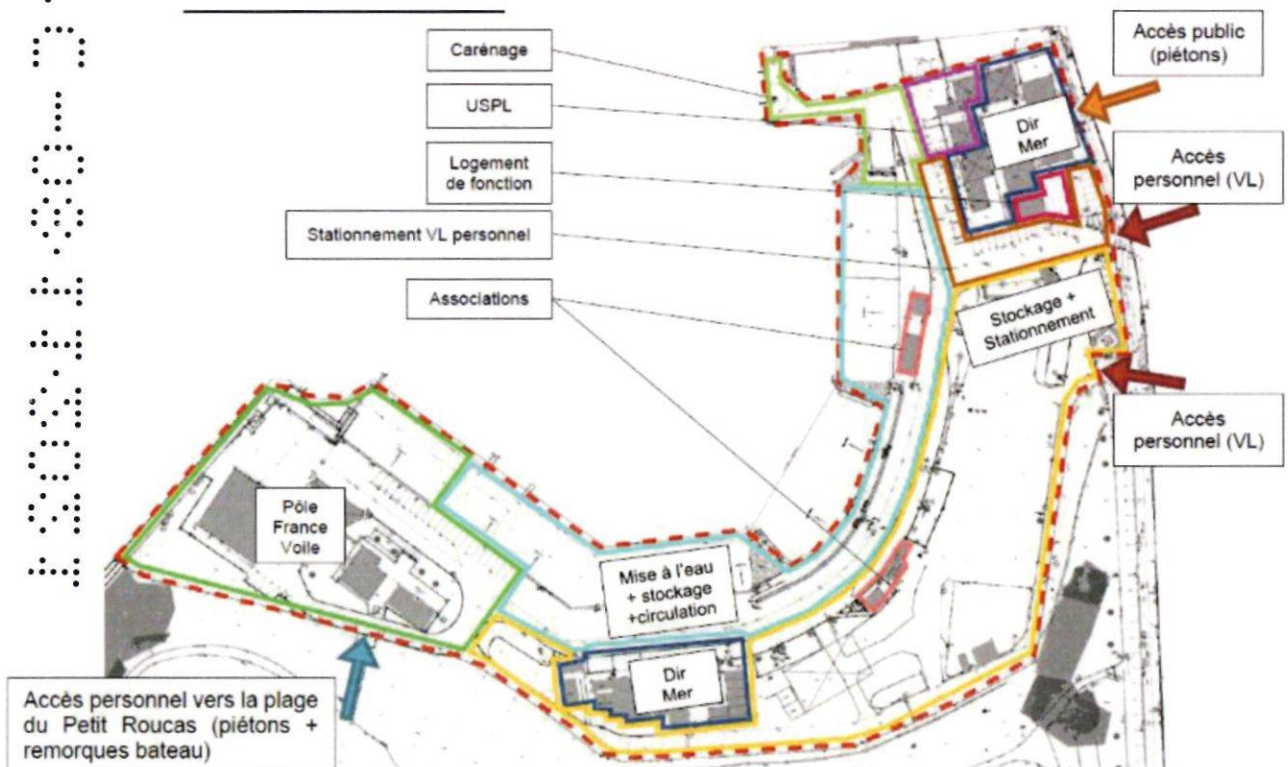 Carénage
USPL
Logement
de fonction
Stationnement VL personnel
Associations
Dir
Mer
Accès public
(piétons)
Accès
personnel (VL)
Stockage +
Stationnement
Accès
personnel (VL)
Pôle
France
Voile
Mise à l'eau
+ stockage
+circulation
Dir
Mer
Accès personnel vers la plage
du Petit Roucas (piétons +
remorques bateau)